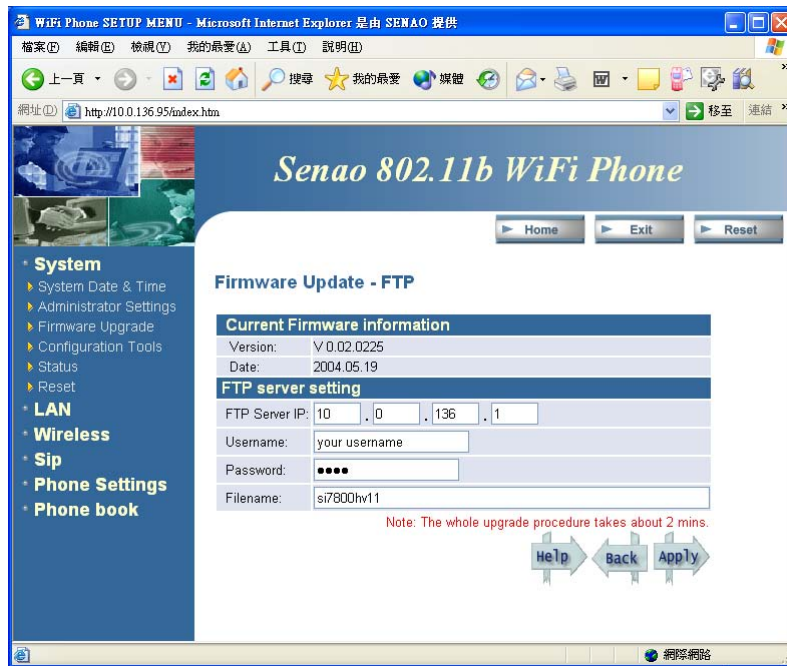 WiFi Phone SETUP MENU - Microsoft Internet Explorer 是由 SENAO 提供
檔案(F) 編輯(E) 檢視(V) 我的最愛(A) 工具(T) 說明(H)
上一頁 搜尋 我的最愛 媒體
網址(D) http://10.0.136.95/index.htm 移至 連結
Senao 802.11b WiFi Phone
Home Exit Reset
System
System Date & Time
Administrator Settings
Firmware Upgrade
Configuration Tools
Status
Reset
LAN
Wireless
Sip
Phone Settings
Phone book
Firmware Update - FTP
Current Firmware information
Version: V 0.02.0225
Date: 2004.05.19
FTP server setting
FTP Server IP: 10 . 0 . 136 . 1
Username: your username
Password: ●●●●
Filename: si7800hv11
Note: The whole upgrade procedure takes about 2 mins.
Help Back Apply
網際網路